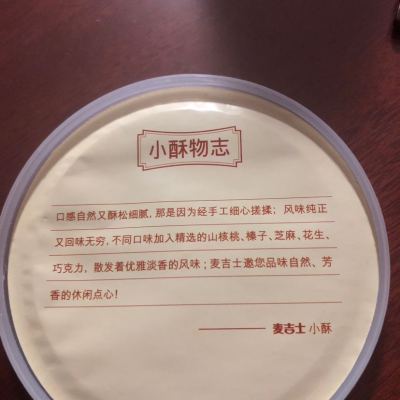 小酥物志
口感自然又酥松细腻,那是因为经手工细心搓揉;风味纯正
又回味无穷,不同口味加入精选的山核桃、榛子、芝麻、花生、
巧克力,散发着优雅淡香的风味;麦吉士邀您品味自然、芳
香的休闲点心!
——— 麦吉士 小酥